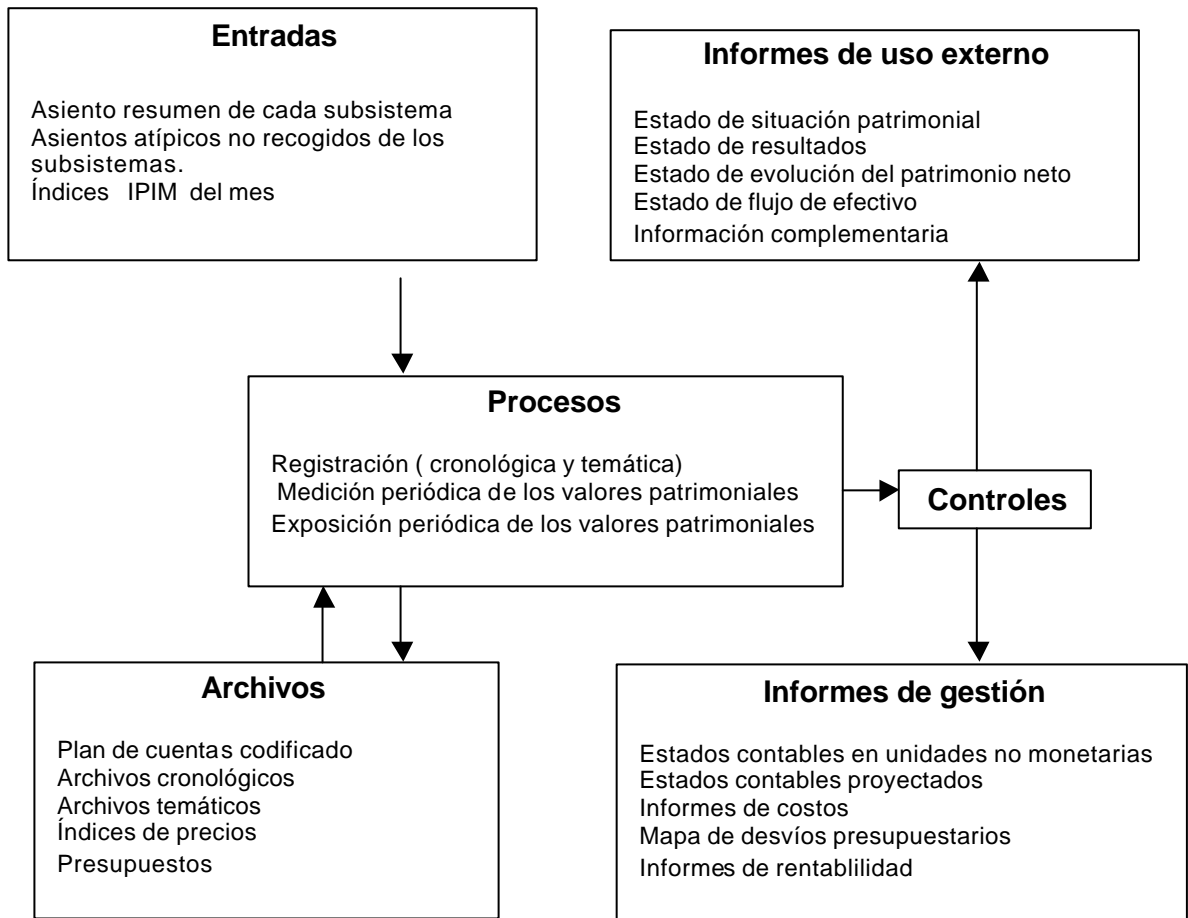 Entradas
Asiento resumen de cada subsistema
Asientos atípicos no recogidos de los
subsistemas.
Índices IPIM del mes
Informes de uso externo
Estado de situación patrimonial
Estado de resultados
Estado de evolución del patrimonio neto
Estado de flujo de efectivo
Información complementaria
Procesos
Registración ( cronológica y temática)
Medición periódica de los valores patrimoniales
Exposición periódica de los valores patrimoniales
Controles
Archivos
Plan de cuentas codificado
Archivos cronológicos
Archivos temáticos
Índices de precios
Presupuestos
Informes de gestión
Estados contables en unidades no monetarias
Estados contables proyectados
Informes de costos
Mapa de desvíos presupuestarios
Informes de rentablilidad